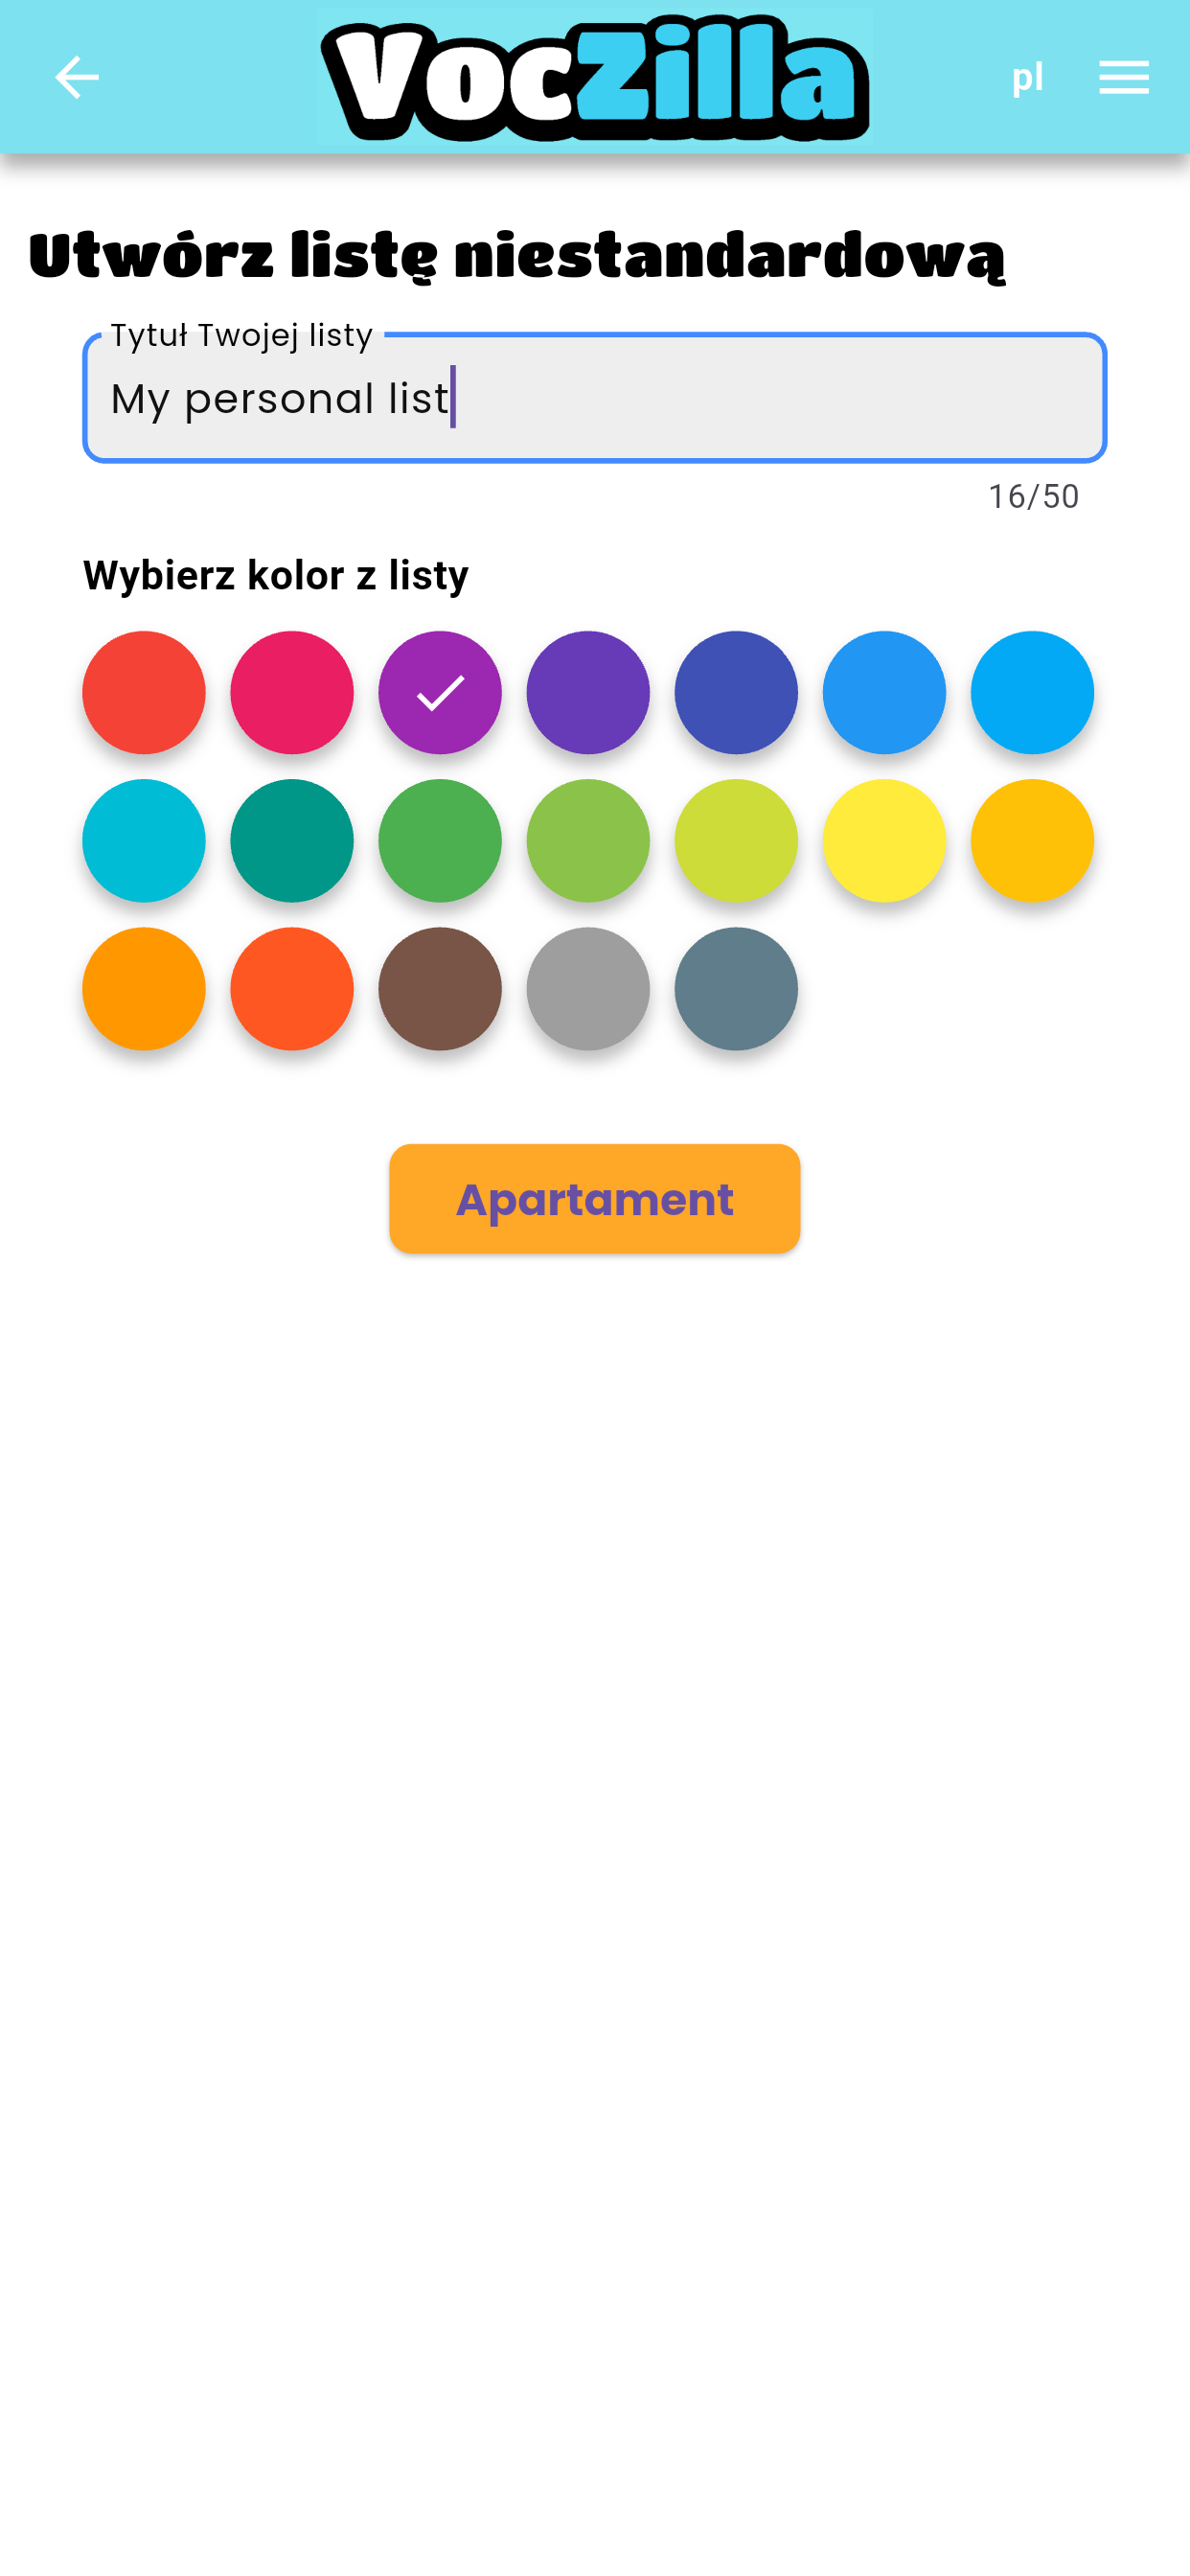 VocZilla
pl
Utwórz listę niestandardową
Tytuł Twojej listy
My personal list
16/50
Wybierz kolor z listy
Apartament